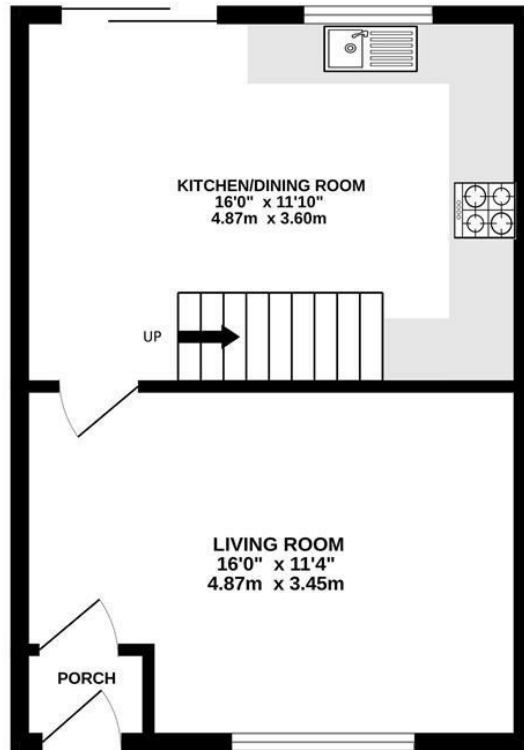 KITCHEN/DINING ROOM
16'0" x 11'10"
4.87m x 3.60m
UP
LIVING ROOM
16'0" x 11'4"
4.87m x 3.45m
PORCH